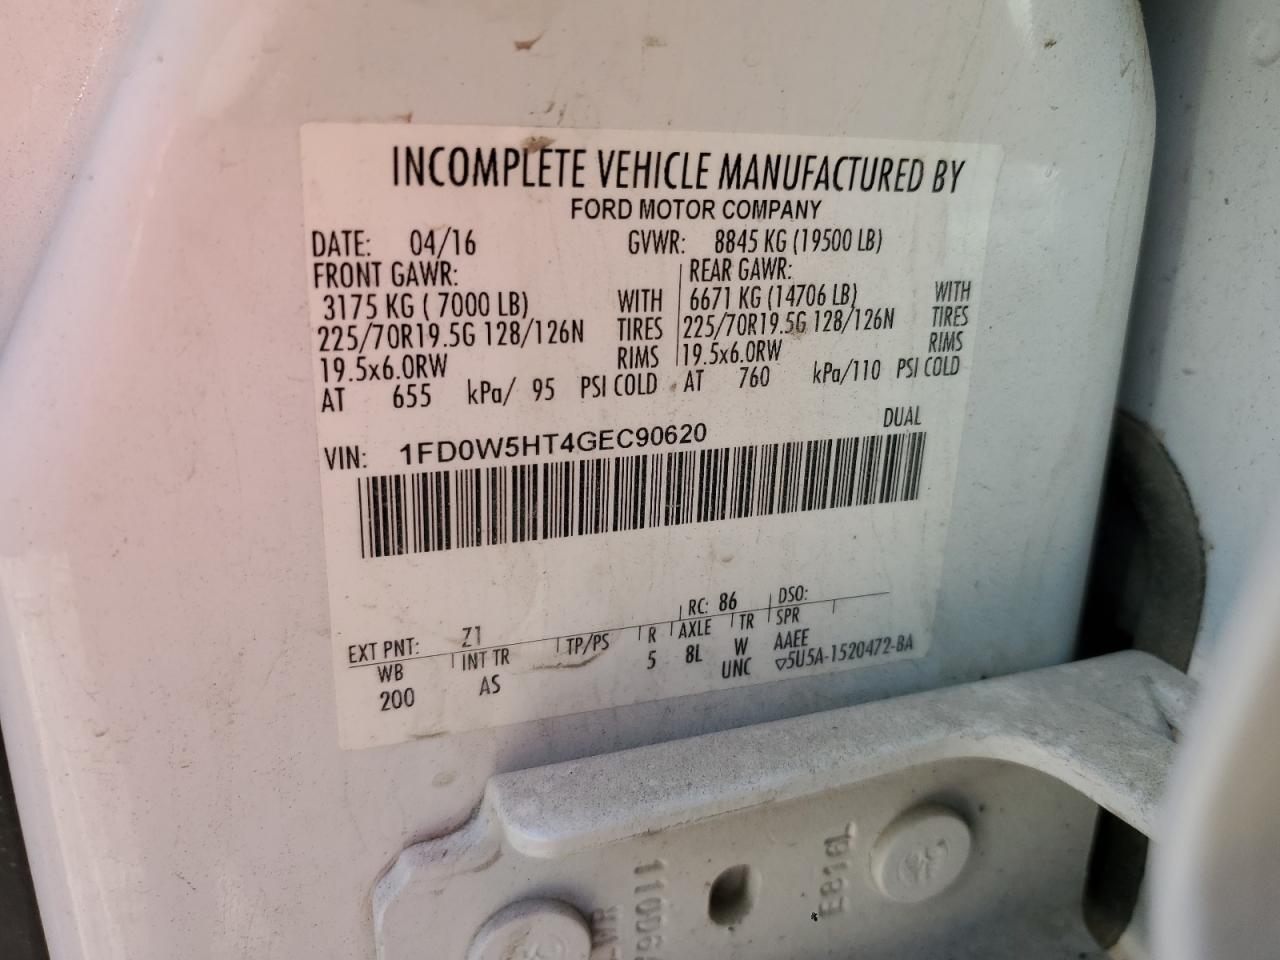 INCOMPLETE VEHICLE MANUFACTURED BY
FORD MOTOR COMPANY
DATE: 04/16 GVWR: 8845 KG (19500 LB)
FRONT GAWR: REAR GAWR:
3175 KG ( 7000 LB) WITH 6671 KG (14706 LB) WITH
225/70R19.5G 128/126N TIRES 225/70R19.5G 128/126N TIRES
19.5x6.0RW RIMS 19.5x6.0RW RIMS
AT 655 kPa/ 95 PSI COLD AT 760 kPa/110 PSI COLD
DUAL
VIN: 1FD0W5HT4GEC90620
RC: 86 DSO:
EXT PNT: Z1
WB INT TR TP/PS R AXLE TR SPR
200 AS 5 8L W AAEE
UNC ▽5U5A-1520472-BA
E816L